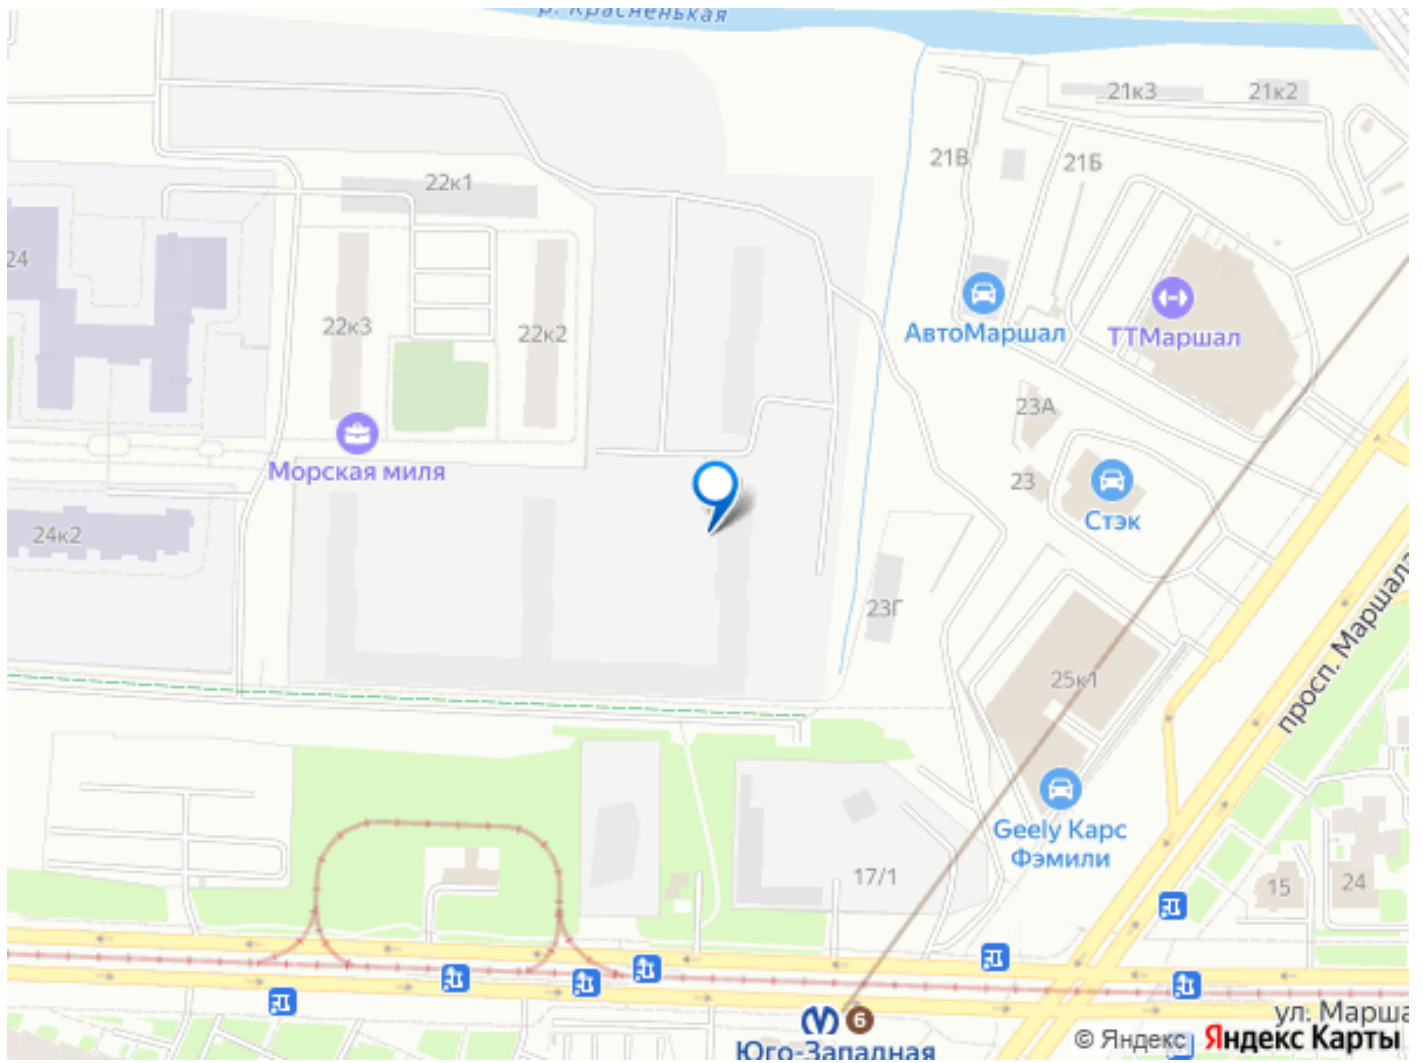 р. Красненькая
21к3
21к2
21В
21Б
22к1
24
22к3
22к2
АвтоМаршал
ТТМаршал
23А
Морская миля
23
Стэк
24к2
23Г
просп. Маршала
25к1
Geely Карс
Фэмили
17/1
15
24
6
Юго-Западная
ул. Марша
© Яндекс
Яндекс Карты